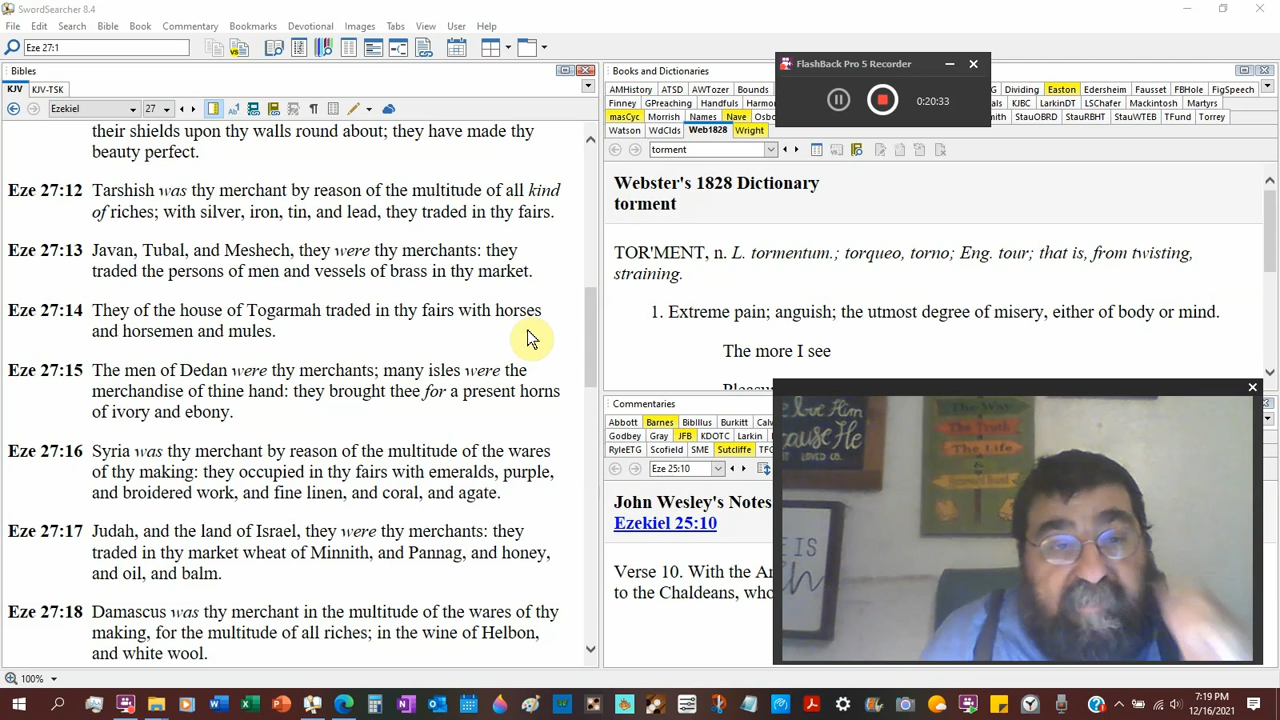 SwordSearcher 8.4
File Edit Search Bible Book Commentary Bookmarks Devotional Images Tabs View User Help
Eze 27:1
Bibles
KJV KJV-TSK
Ezekiel 27
their shields upon thy walls round about; they have made thy
beauty perfect.
Eze 27:12 Tarshish was thy merchant by reason of the multitude of all kind
of riches; with silver, iron, tin, and lead, they traded in thy fairs.
Eze 27:13 Javan, Tubal, and Meshech, they were thy merchants: they
traded the persons of men and vessels of brass in thy market.
Eze 27:14 They of the house of Togarmah traded in thy fairs with horses
and horsemen and mules.
Eze 27:15 The men of Dedan were thy merchants; many isles were the
merchandise of thine hand: they brought thee for a present horns
of ivory and ebony.
Eze 27:16 Syria was thy merchant by reason of the multitude of the wares
of thy making: they occupied in thy fairs with emeralds, purple,
and broidered work, and fine linen, and coral, and agate.
Eze 27:17 Judah, and the land of Israel, they were thy merchants: they
traded in thy market wheat of Minnith, and Pannag, and honey,
and oil, and balm.
Eze 27:18 Damascus was thy merchant in the multitude of the wares of thy
making, for the multitude of all riches; in the wine of Helbon,
and white wool.
100%
Books and Dictionaries
AMHistory ATSD AWTozer Bounds Dividing Easton Edersheim Fausset FBHole FigSpeech
Finney GPreaching Handfuls KJBC LarkinDT LSChafer Mackintosh Martyrs
masCyc Morrish Naves Names StauOBRD StauRBHT StauWTEB TFund Torrey
Watson WdClds Web1828 Wright
torment
Webster's 1828 Dictionary
torment
TOR'MENT, n. L. tormentum.; torqueo, torno; Eng. tour; that is, from twisting,
straining.
1. Extreme pain; anguish; the utmost degree of misery, either of body or mind.
The more I see
FlashBack Pro 5 Recorder
0:20:33
Commentaries
Abbott Barnes BibIllus Burkitt
Godbey Gray JFB KDOTC Larkin
RyleETG Scofield SME Sutcliffe
Eze 25:10
John Wesley's Notes
Ezekiel 25:10
Verse 10. With the
to the Chaldeans, who
The Way
The Truth
The Life
love Him
cause He
LOVED
IS
7:19 PM
12/16/2021